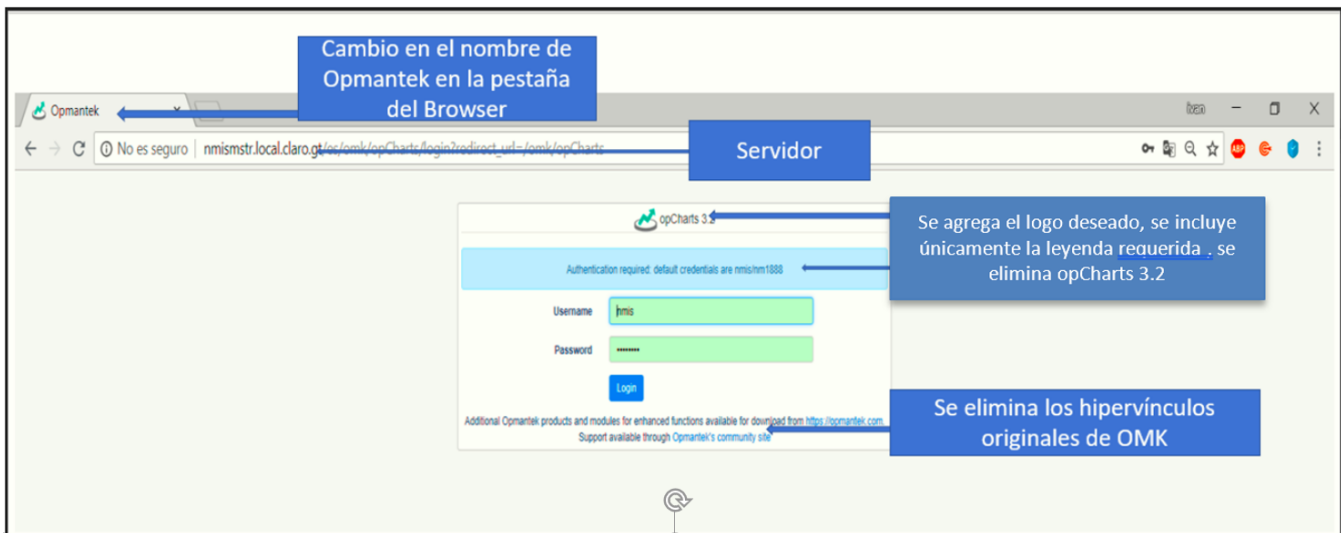 Cambio en el nombre de
Opmantek en la pestaña
del Browser
Opmantek
No es seguro | nmismstr.local.claro.gt/es/omk/opCharts/login?redirect_url=/omk/opCharts
Servidor
ABP
opCharts 3.2
Se agrega el logo deseado, se incluye
únicamente la leyenda requerida , se
elimina opCharts 3.2
Authentication required: default credentials are nmis/nm1888
Username
nmis
Password
Login
Additional Opmantek products and modules for enhanced functions available for download from https://opmantek.com.
Support available through Opmantek's community site
Se elimina los hipervínculos
originales de OMK